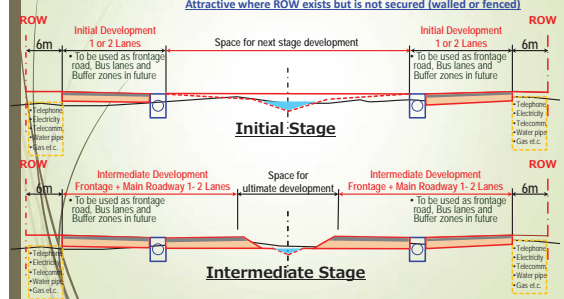 Attractive where ROW exists but is not secured (walled or fenced)
ROW
ROW
6m
Initial Development
1 or 2 Lanes
Space for next stage development
Initial Development
1 or 2 Lanes
6m
• To be used as frontage
road, Bus lanes and
Buffer zones in future
• To be used as frontage
road, Bus lanes and
Buffer zones in future
•Telephone
•Electricity
•Telecomm.
•Water pipe
•Gas et.c.
Initial Stage
•Telephone
•Electricity
•Telecomm.
•Water pipe
•Gas et.c.
ROW
ROW
6m
Intermediate Development
Frontage + Main Roadway 1- 2 Lanes
Space for
ultimate development
Intermediate Development
Frontage + Main Roadway 1- 2 Lanes
6m
• To be used as frontage
road, Bus lanes and
Buffer zones in future
• To be used as frontage
road, Bus lanes and
Buffer zones in future
•Telephone
•Electricity
•Telecomm.
•Water pipe
•Gas et.c.
Intermediate Stage
•Telephone
•Electricity
•Telecomm.
•Water pipe
•Gas et.c.